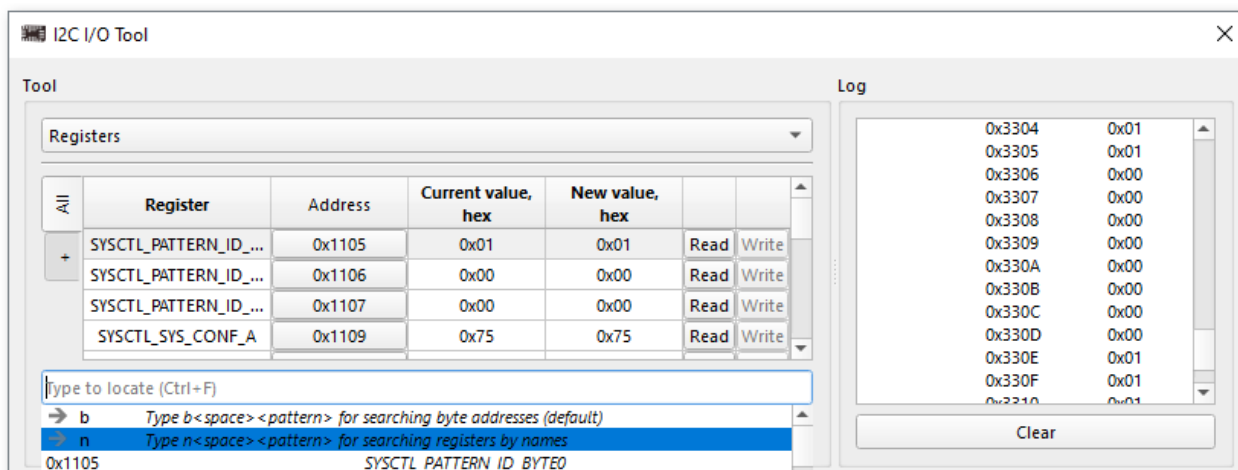 I2C I/O Tool
Tool
Registers
All
+
Register Address Current value, hex New value, hex
SYSCTL_PATTERN_ID_... 0x1105 0x01 0x01 Read Write
SYSCTL_PATTERN_ID_... 0x1106 0x00 0x00 Read Write
SYSCTL_PATTERN_ID_... 0x1107 0x00 0x00 Read Write
SYSCTL_SYS_CONF_A 0x1109 0x75 0x75 Read Write
Type to locate (Ctrl+F)
b Type b<space><pattern> for searching byte addresses (default)
n Type n<space><pattern> for searching registers by names
0x1105 SYSCTL_PATTERN_ID_BYTE0
Log
0x3304 0x01
0x3305 0x01
0x3306 0x00
0x3307 0x00
0x3308 0x00
0x3309 0x00
0x330A 0x00
0x330B 0x00
0x330C 0x00
0x330D 0x00
0x330E 0x01
0x330F 0x01
0x3310 0x01
Clear